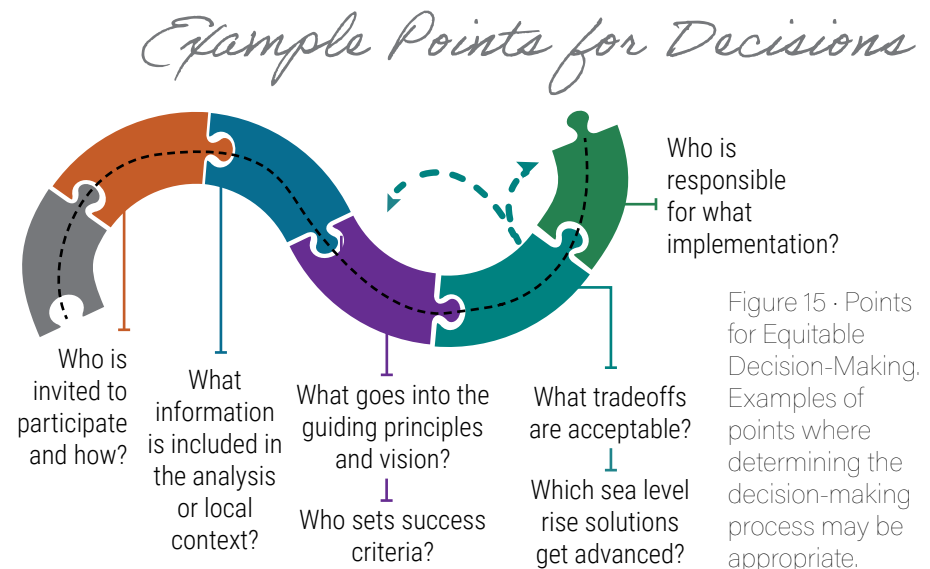 Example Points for Decisions
Who is
invited to
participate
and how?
What
information
is included in
the analysis
or local
context?
What goes into the
guiding principles
and vision?
Who sets success
criteria?
What tradeoffs
are acceptable?
Which sea level
rise solutions
get advanced?
Who is
responsible
for what
implementation?
Figure 15 · Points
for Equitable
Decision-Making.
Examples of
points where
determining the
decision-making
process may be
appropriate.